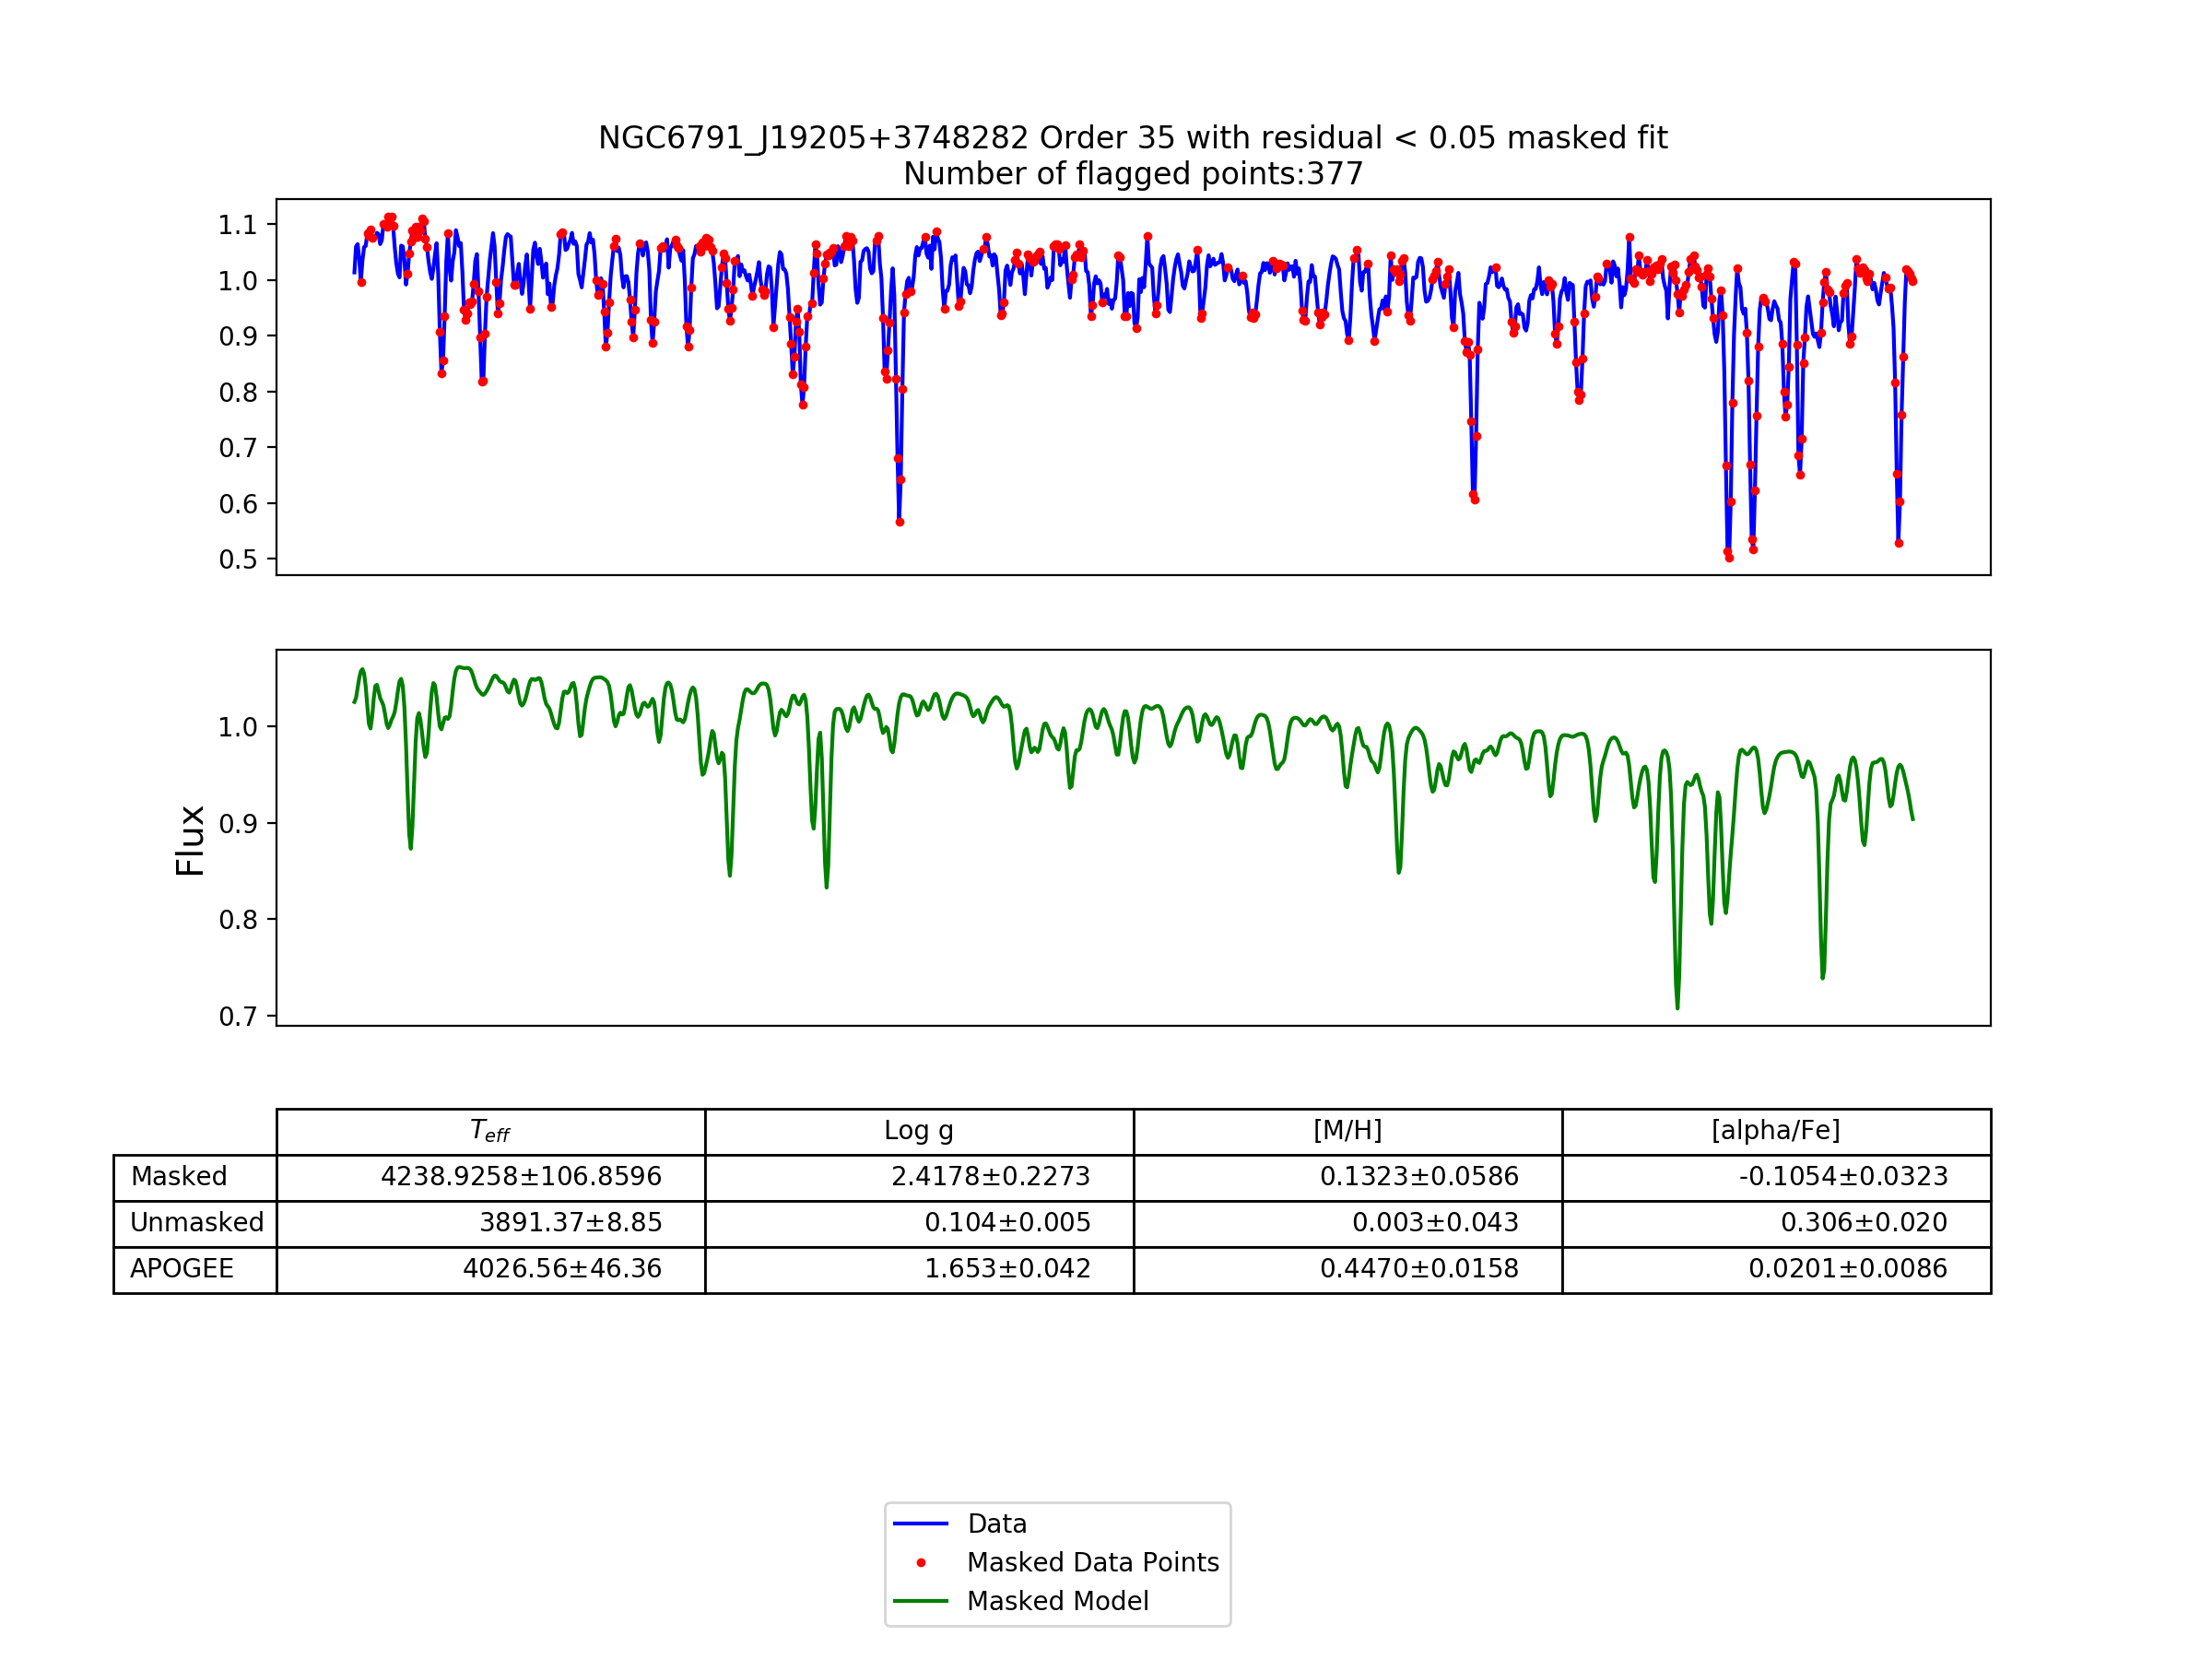 NGC6791_J19205+3748282 Order 35 with residual < 0.05 masked fit
Number of flagged points:377
1.1
1.0
0.9
0.8
0.7
0.6
0.5
Flux
1.0
0.9
0.8
0.7
T_eff Log g [M/H] [alpha/Fe]
Masked 4238.9258±106.8596 2.4178±0.2273 0.1323±0.0586 -0.1054±0.0323
Unmasked 3891.37±8.85 0.104±0.005 0.003±0.043 0.306±0.020
APOGEE 4026.56±46.36 1.653±0.042 0.4470±0.0158 0.0201±0.0086
Data
Masked Data Points
Masked Model